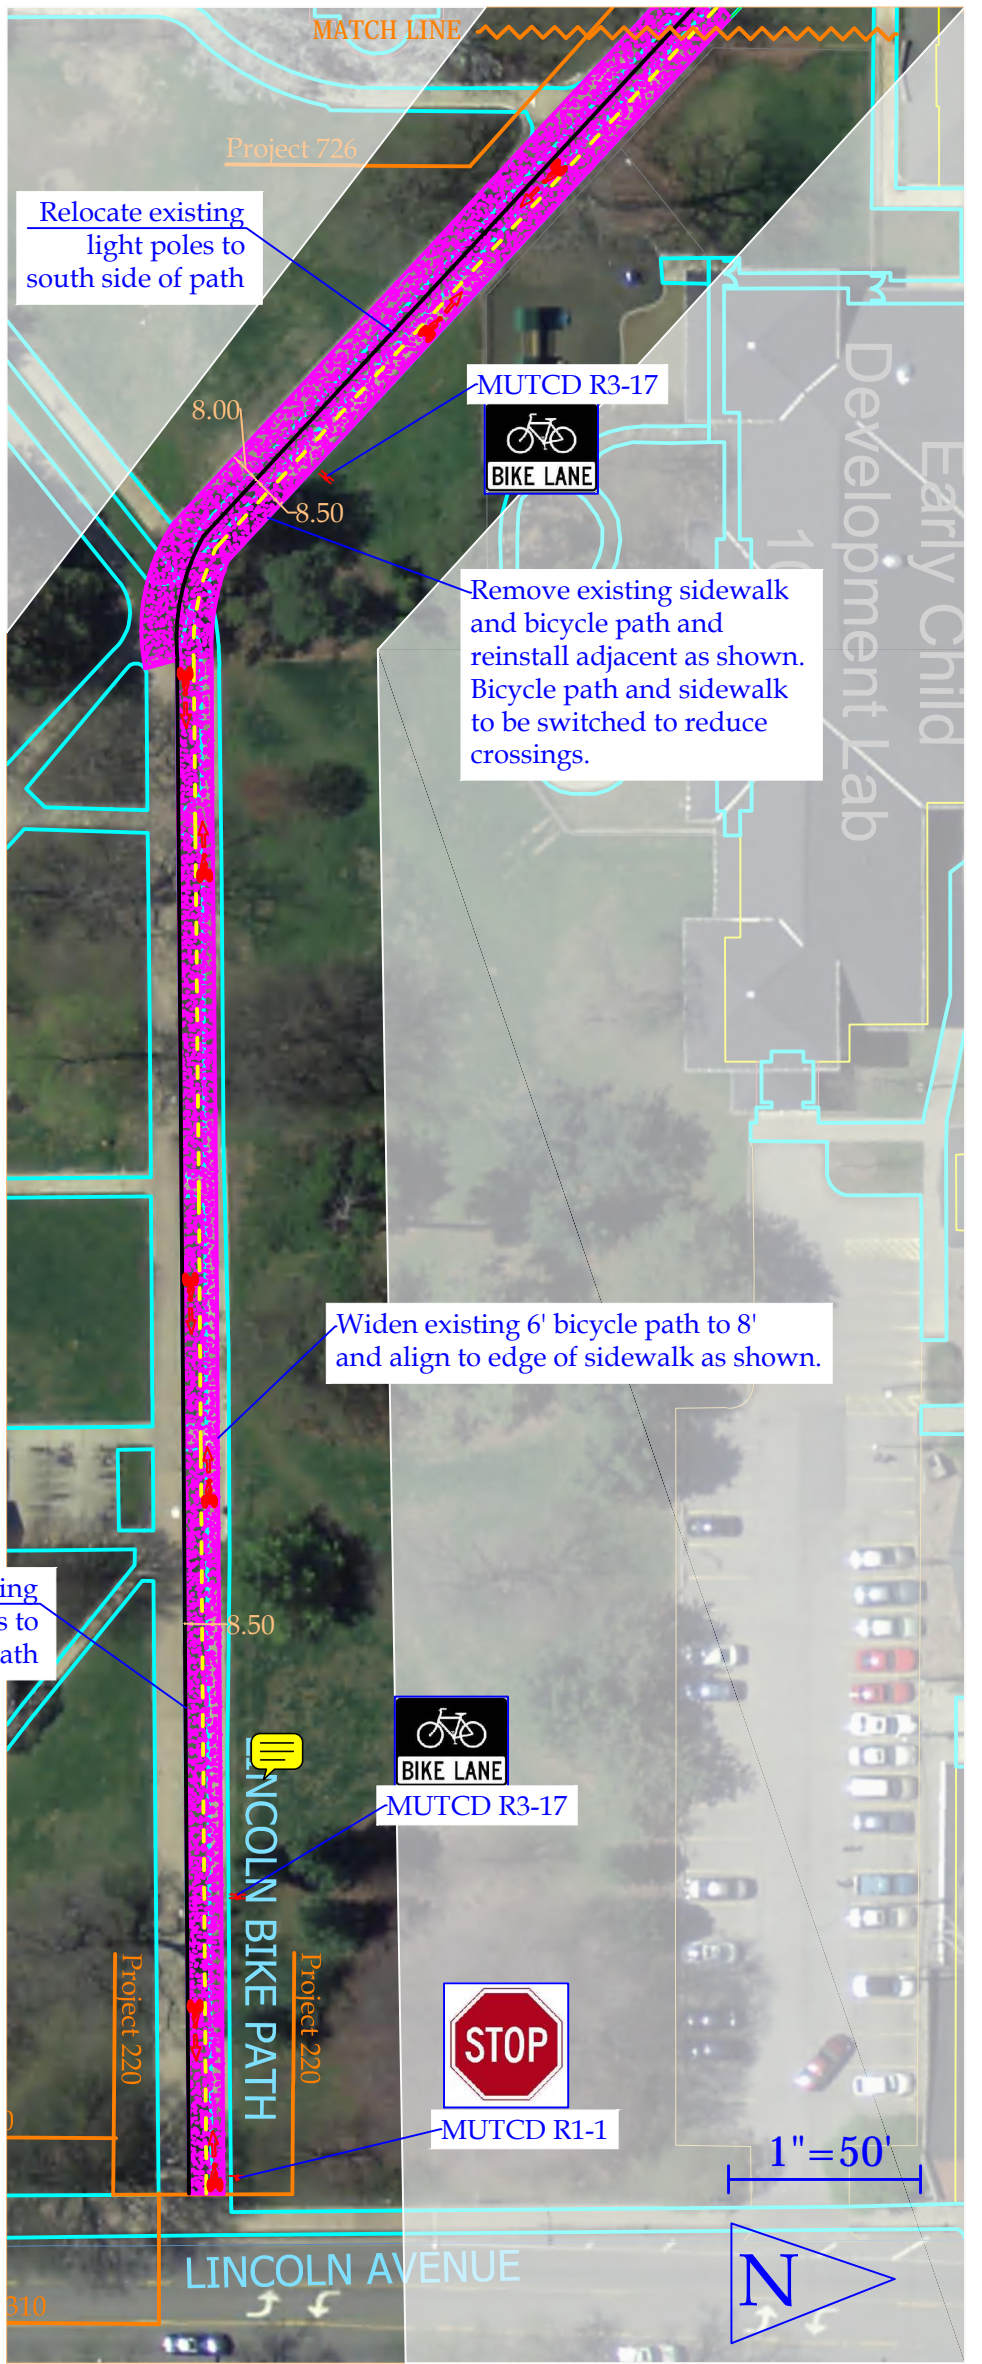 MATCH LINE
Project 726
Relocate existing
light poles to
south side of path
MUTCD R3-17
BIKE LANE
8.00
8.50
Early Child
Development Lab
Remove existing sidewalk
and bicycle path and
reinstall adjacent as shown.
Bicycle path and sidewalk
to be switched to reduce
crossings.
Widen existing 6' bicycle path to 8'
and align to edge of sidewalk as shown.
ing
s to
ath
8.50
BIKE LANE
MUTCD R3-17
LINCOLN BIKE PATH
Project 220
Project 220
STOP
MUTCD R1-1
1"=50'
LINCOLN AVENUE
N
310